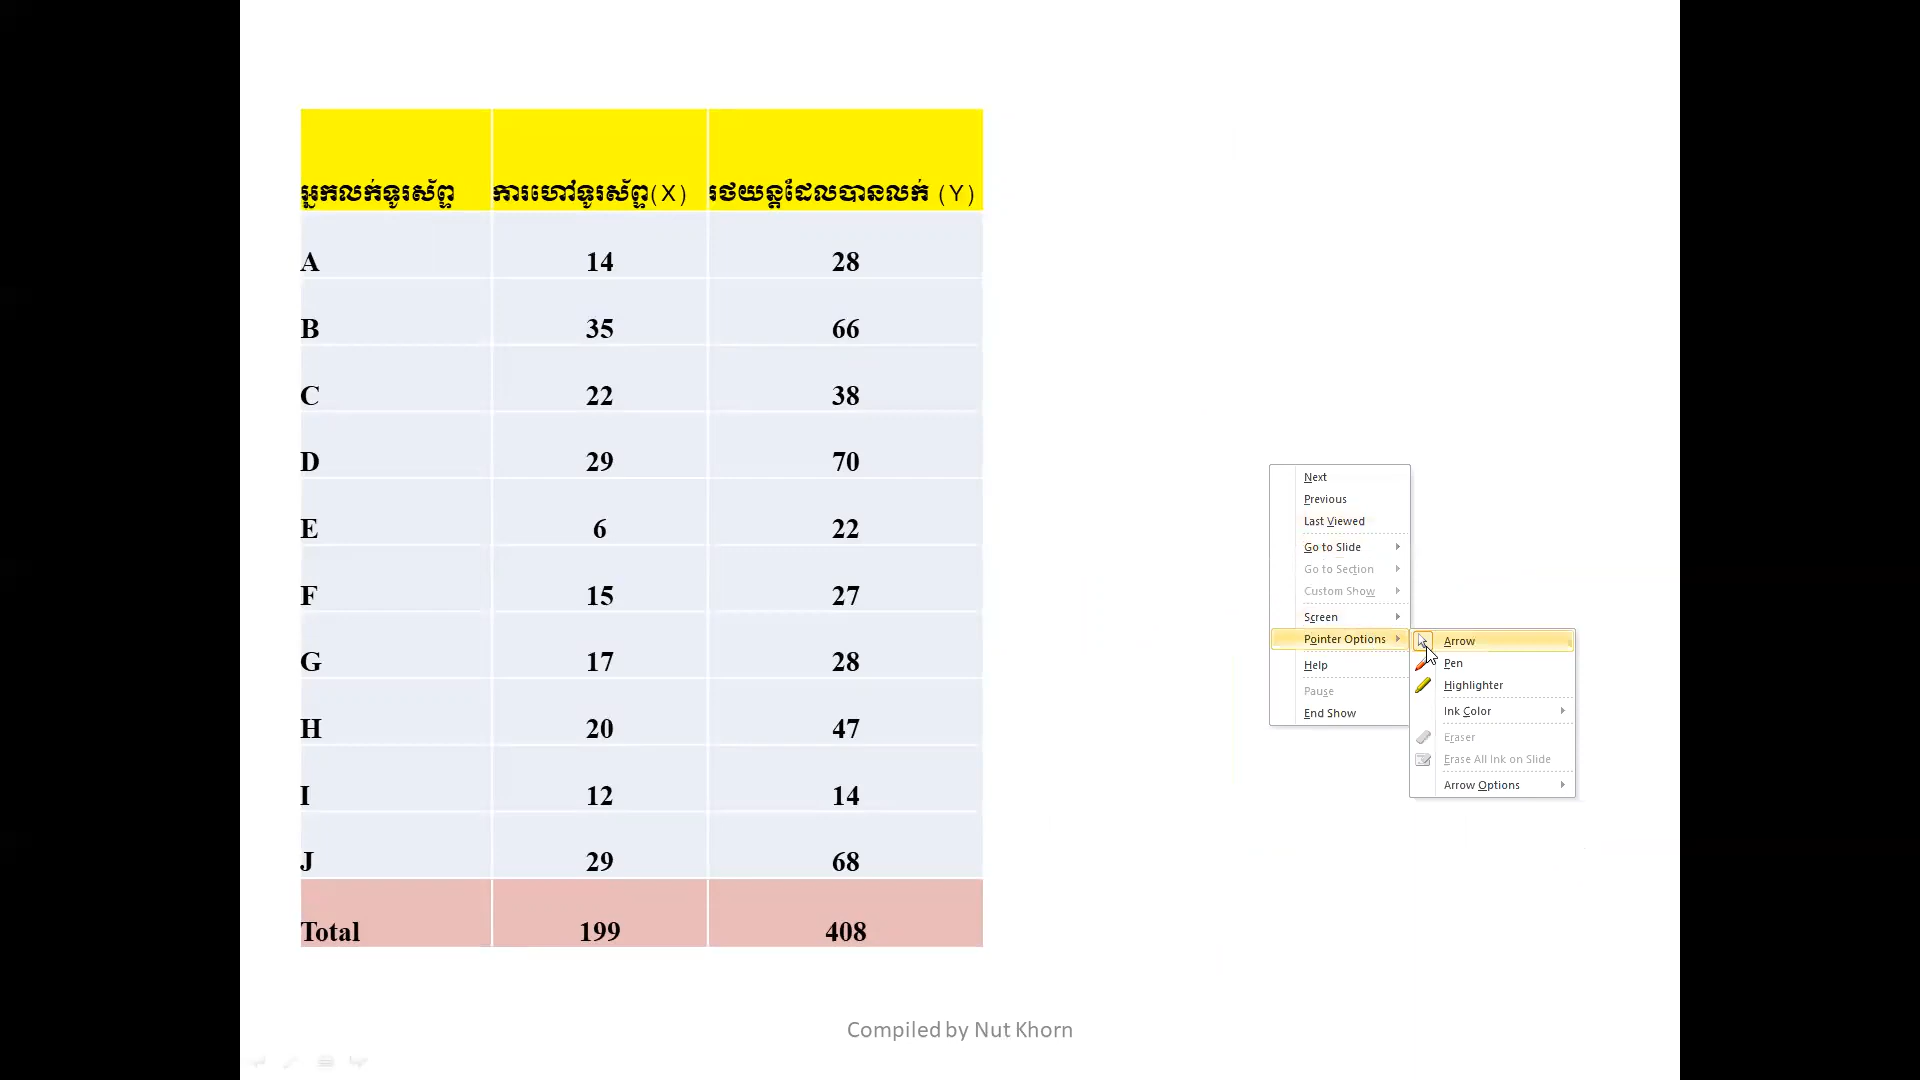 អ្នកលក់ទូរស័ព្ទ ការហៅទូរស័ព្ទ(X) រថយន្តដែលបានលក់ (Y)
A 14 28
B 35 66
C 22 38
D 29 70
E 6 22
F 15 27
G 17 28
H 20 47
I 12 14
J 29 68
Total 199 408
Next
Previous
Last Viewed
Go to Slide
Go to Section
Custom Show
Screen
Pointer Options
Help
Pause
End Show
Arrow
Pen
Highlighter
Ink Color
Eraser
Erase All Ink on Slide
Arrow Options
Compiled by Nut Khorn